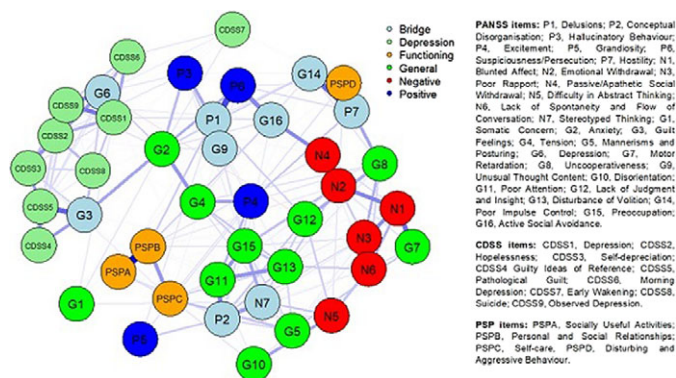 CDSS7
CDSS6
P3
P6
G14
PSPD
G6
CDSS9
CDSS1
P1
G16
P7
CDSS2
G2
G9
N4
G8
CDSS3
CDSS8
N2
CDSS5
G3
G4
P4
G12
N1
CDSS4
PSPB
G15
N3
G7
PSPA
G11
G13
N6
G1
PSPC
P2
N7
N5
P5
G5
G10
Bridge
Depression
Functioning
General
Negative
Positive
PANSS items: P1, Delusions; P2, Conceptual
Disorganisation; P3, Hallucinatory Behaviour;
P4, Excitement; P5, Grandiosity; P6,
Suspiciousness/Persecution; P7, Hostility; N1,
Blunted Affect; N2, Emotional Withdrawal; N3,
Poor Rapport; N4, Passive/Apathetic Social
Withdrawal; N5, Difficulty in Abstract Thinking;
N6, Lack of Spontaneity and Flow of
Conversation; N7, Stereotyped Thinking; G1,
Somatic Concern; G2, Anxiety; G3, Guilt
Feelings; G4, Tension; G5, Mannerisms and
Posturing; G6, Depression; G7, Motor
Retardation; G8, Uncooperativeness; G9,
Unusual Thought Content; G10, Disorientation;
G11, Poor Attention; G12, Lack of Judgment
and Insight; G13, Disturbance of Volition; G14,
Poor Impulse Control; G15, Preoccupation;
G16, Active Social Avoidance.
CDSS items: CDSS1, Depression; CDSS2,
Hopelessness; CDSS3, Self-depreciation;
CDSS4 Guilty Ideas of Reference; CDSS5,
Pathological Guilt; CDSS6, Morning
Depression; CDSS7, Early Wakening; CDSS8,
Suicide; CDSS9, Observed Depression.
PSP items: PSPA, Socially Useful Activities;
PSPB, Personal and Social Relationships;
PSPC, Self-care, PSPD, Disturbing and
Aggressive Behaviour.